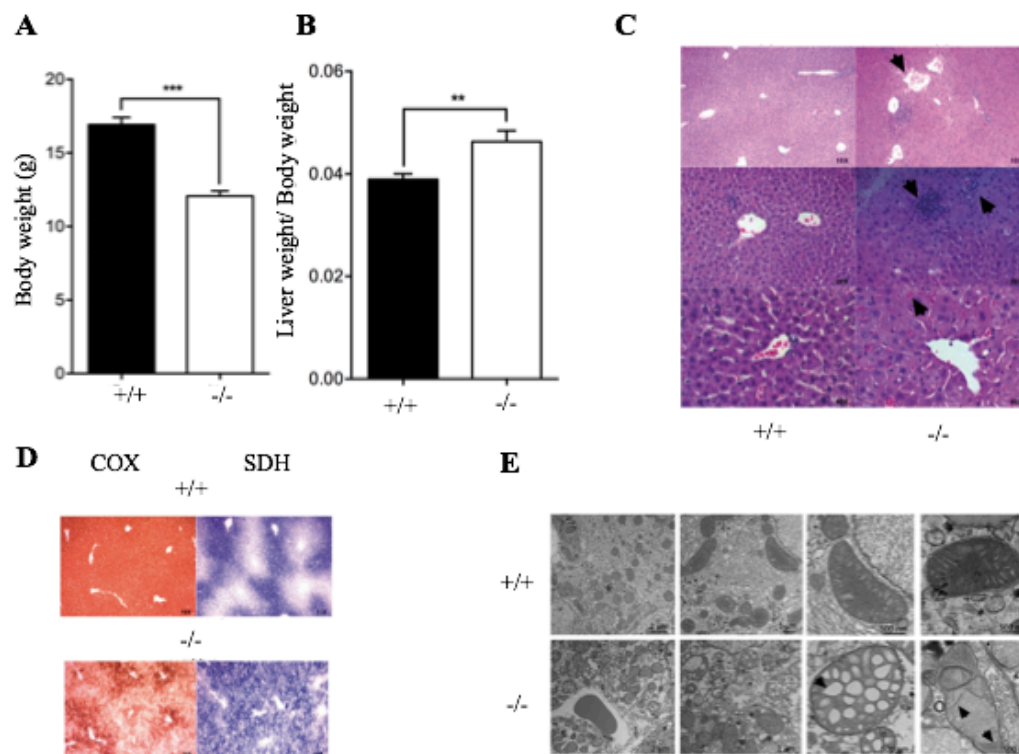 A
Body weight (g)
20
15
10
5
0
***
+/+
-/-
B
Liver weight/ Body weight
0.06
0.04
0.02
0.00
**
+/+
-/-
C
10X
+/+
-/-
D
COX SDH
+/+
-/-
E
+/+
-/-